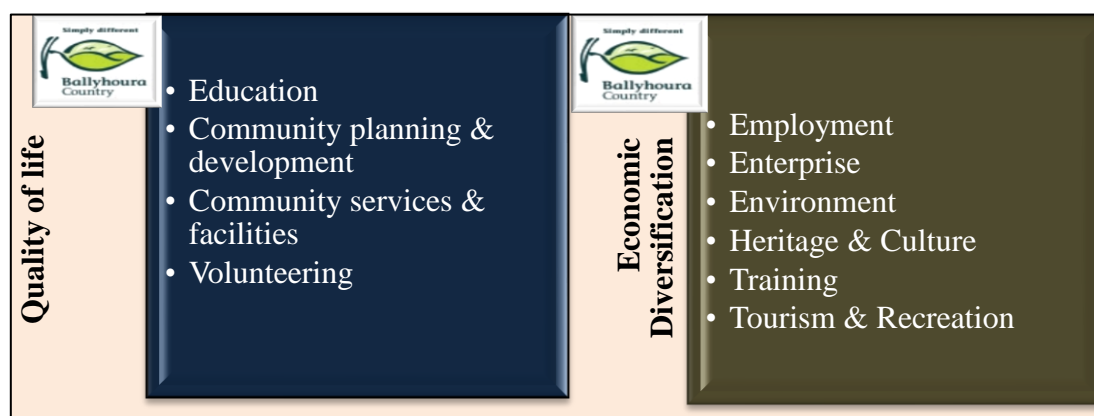 Simply different
Ballyhoura
Country
Quality of life
• Education
• Community planning &
development
• Community services &
facilities
• Volunteering
Simply different
Ballyhoura
Country
Economic
Diversification
• Employment
• Enterprise
• Environment
• Heritage & Culture
• Training
• Tourism & Recreation